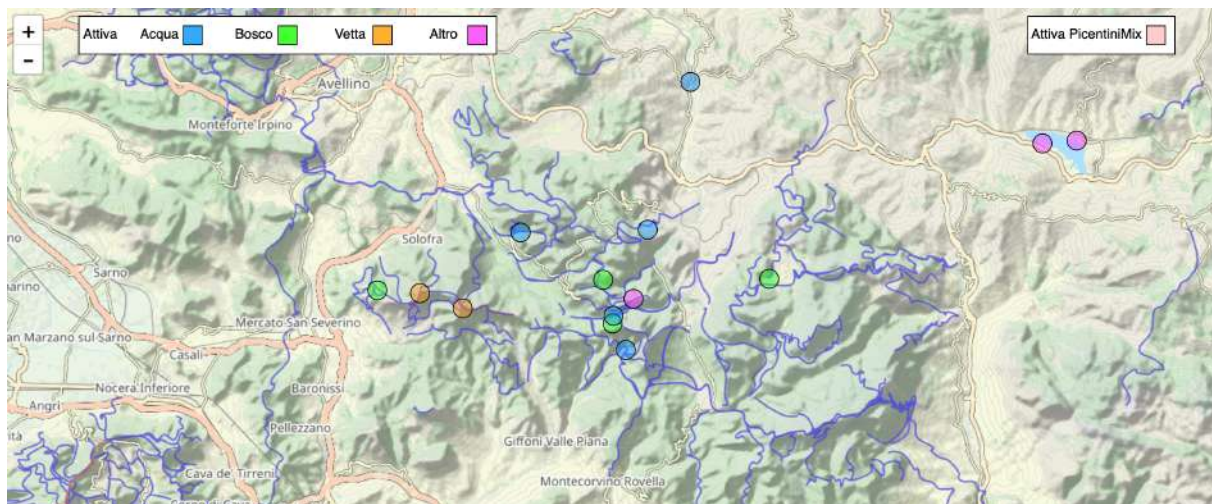 +
−
Attiva Acqua Bosco Vetta Altro
Attiva PicentiniMix
Avellino
Monteforte Irpino
Solofra
Sarno
Mercato San Severino
an Marzano sul Sarno
Casali
Nocera Inferiore
Baronissi
Angri
Pellezzano
Giffoni Valle Piana
Cava de' Tirreni
Montecorvino Rovella